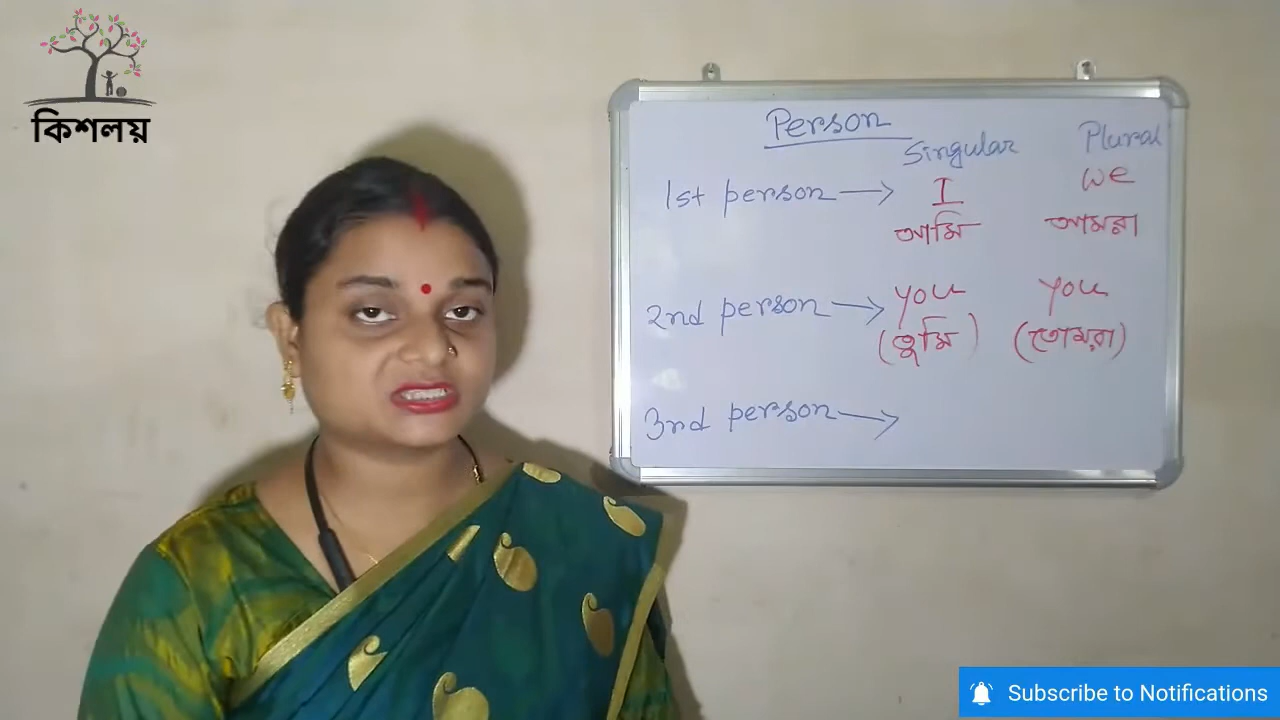 কিশলয়
Person
Singular Plural
1st person → I we
আমি আমরা
2nd person → you you
(তুমি) (তোমরা)
3rd person →
Subscribe to Notifications